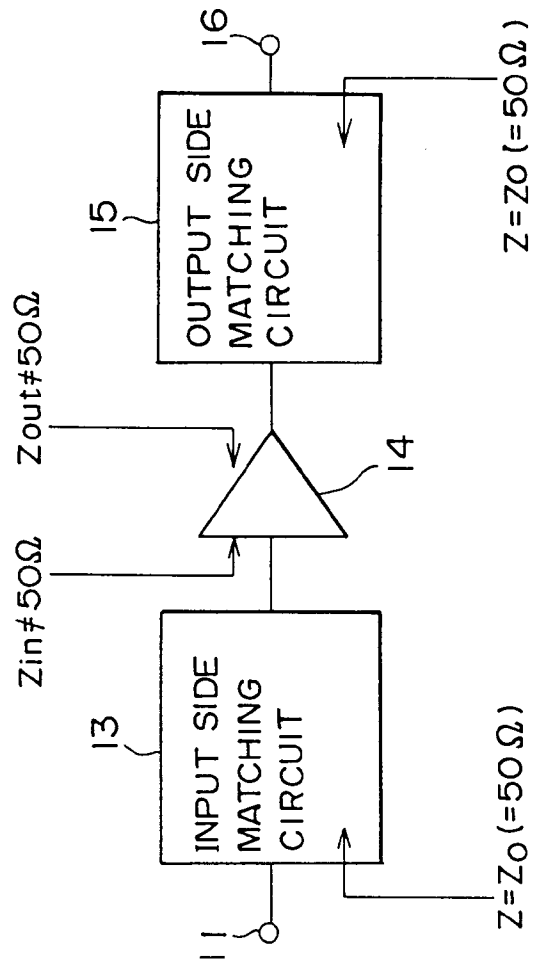 Zin≠50Ω
Zout≠50Ω
11
13
INPUT SIDE
MATCHING
CIRCUIT
14
15
OUTPUT SIDE
MATCHING
CIRCUIT
16
Z=Zo(=50Ω)
Z=Zo(=50Ω)